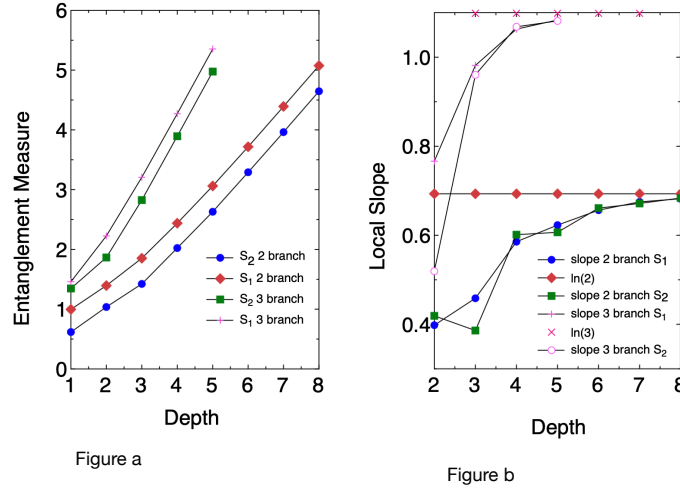 6
5
4
3
2
1
0
1 2 3 4 5 6 7 8
Entanglement Measure
Depth
S₂ 2 branch
S₁ 2 branch
S₂ 3 branch
S₁ 3 branch
Figure a
1.0
0.8
0.6
0.4
2 3 4 5 6 7 8
Local Slope
Depth
slope 2 branch S₁
ln(2)
slope 2 branch S₂
slope 3 branch S₁
ln(3)
slope 3 branch S₂
Figure b